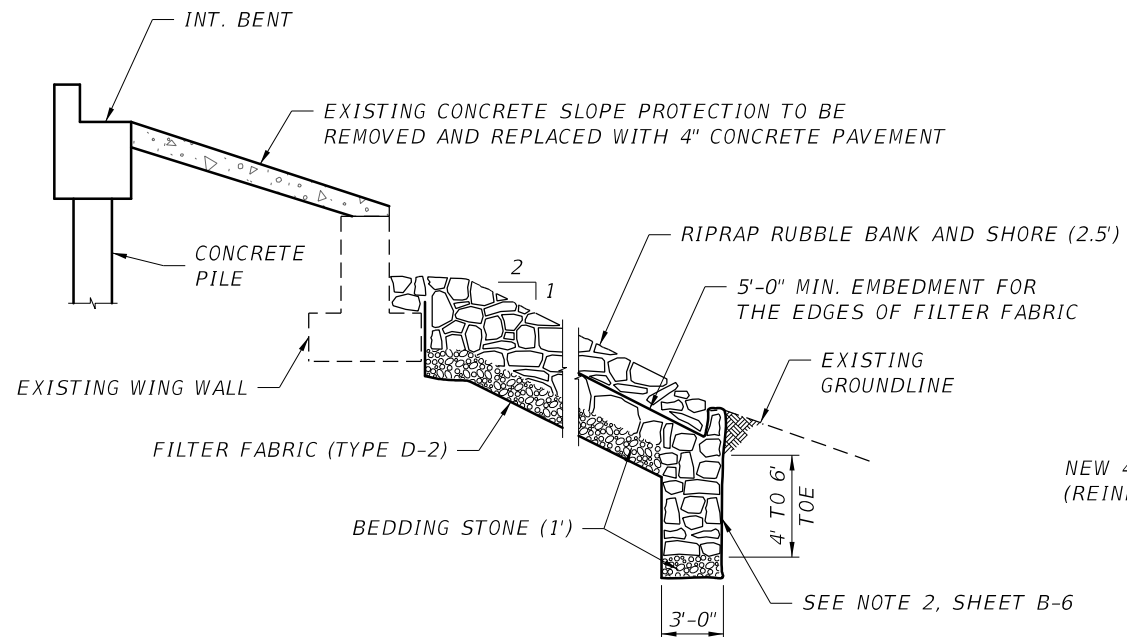 INT. BENT
EXISTING CONCRETE SLOPE PROTECTION TO BE
REMOVED AND REPLACED WITH 4" CONCRETE PAVEMENT
CONCRETE
PILE
RIPRAP RUBBLE BANK AND SHORE (2.5')
2
1
5'-0" MIN. EMBEDMENT FOR
THE EDGES OF FILTER FABRIC
EXISTING
GROUNDLINE
EXISTING WING WALL
FILTER FABRIC (TYPE D-2)
NEW 4
(REIN
4' TO 6'
TOE
BEDDING STONE (1')
SEE NOTE 2, SHEET B-6
3'-0"